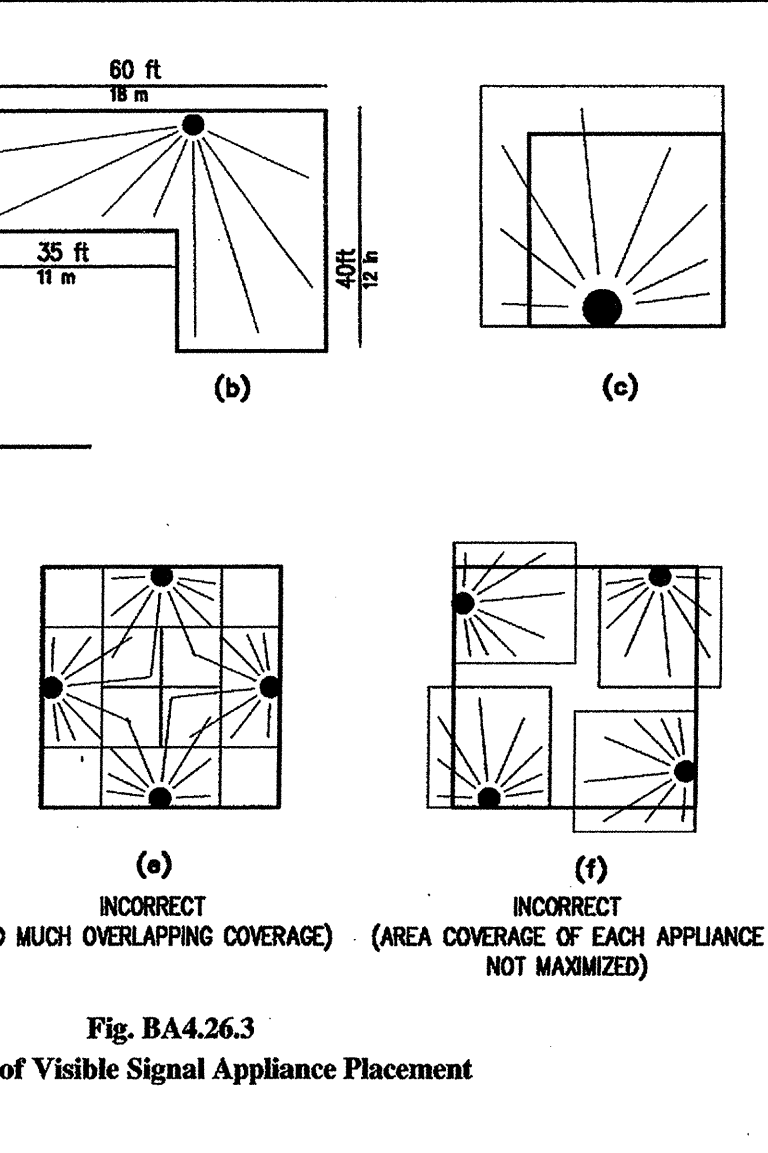 60 ft
18 m
35 ft
11 m
40ft
12 in
(b)
(c)
(e)
(f)
INCORRECT
MUCH OVERLAPPING COVERAGE)
INCORRECT
(AREA COVERAGE OF EACH APPLIANCE
NOT MAXIMIZED)
Fig. BA4.26.3
of Visible Signal Appliance Placement